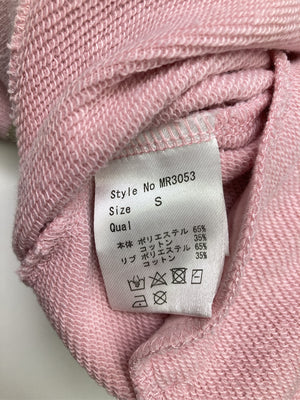 Style No MR3053
Size S
Qual
本体 ポリエステル 65%
コットン 35%
リブ ポリエステル 65%
コットン 35%